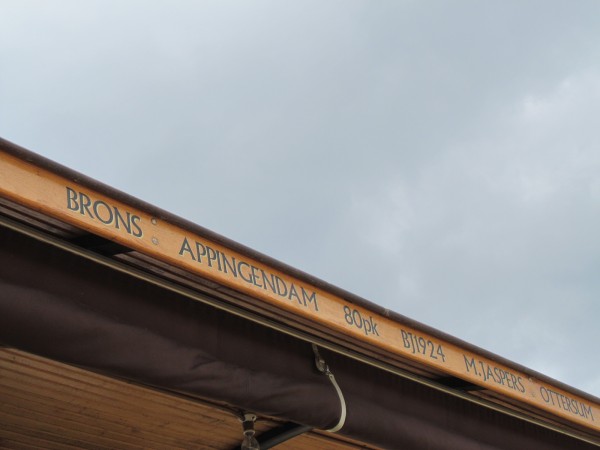 BRONS APPINGENDAM 80pk BJ1924 M.JASPERS OTTERSUM